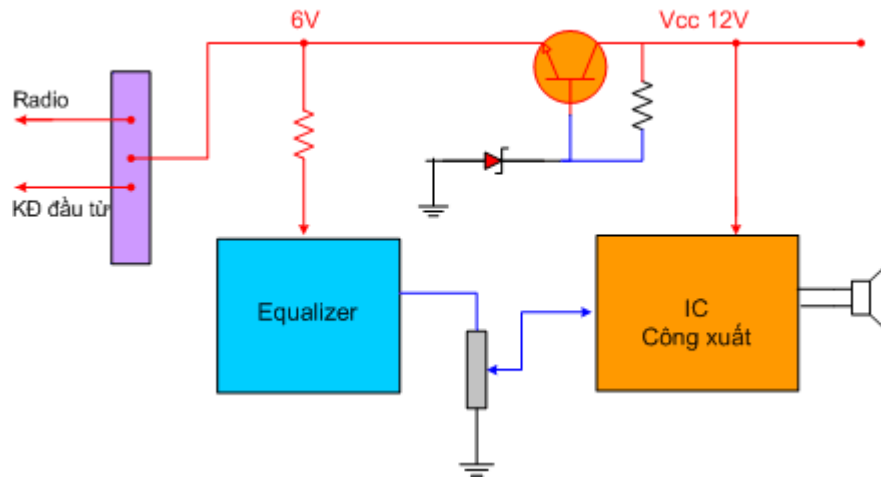 6V
Vcc 12V
Radio
KĐ đầu từ
Equalizer
IC
Công xuất